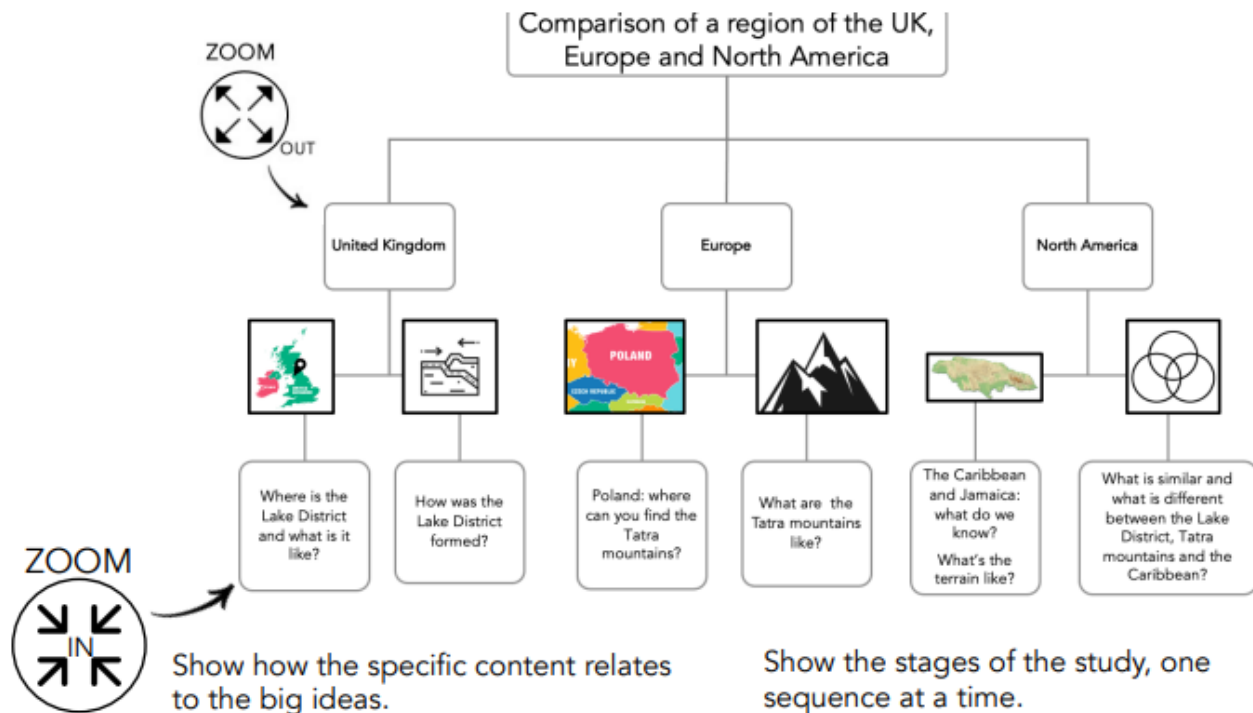 Comparison of a region of the UK,
Europe and North America
ZOOM
OUT
United Kingdom
Europe
North America
POLAND
CZECH REPUBLIC
Where is the
Lake District
and what is it
like?
How was the
Lake District
formed?
Poland: where
can you find the
Tatra
mountains?
What are the
Tatra mountains
like?
The Caribbean
and Jamaica:
what do we
know?
What's the
terrain like?
What is similar and
what is different
between the Lake
District, Tatra
mountains and the
Caribbean?
ZOOM
IN
Show how the specific content relates
to the big ideas.
Show the stages of the study, one
sequence at a time.